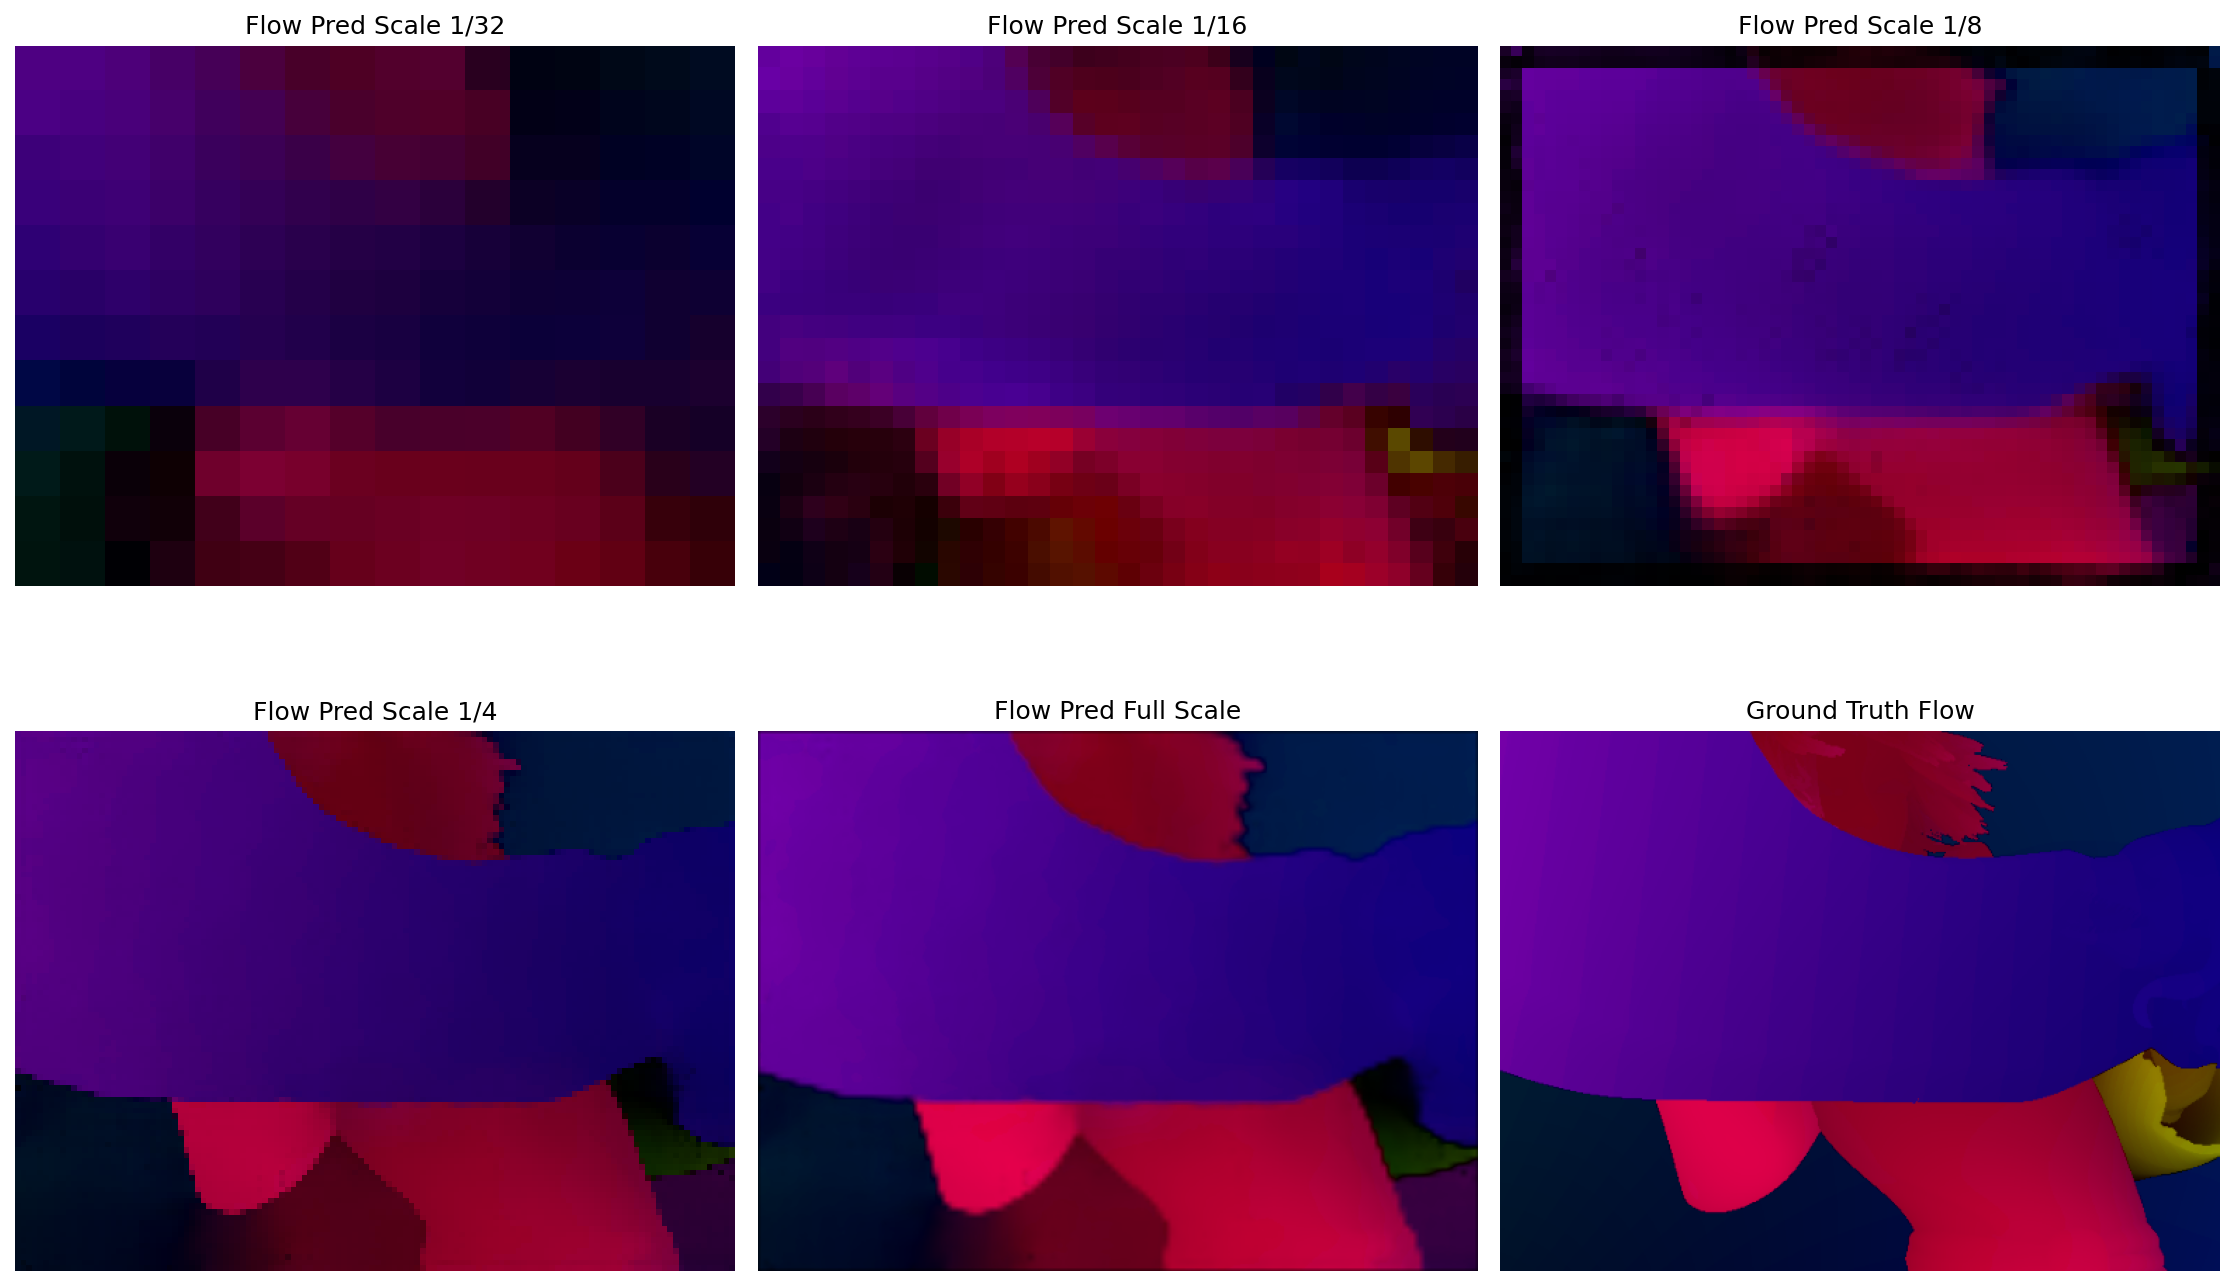 Flow Pred Scale 1/32
Flow Pred Scale 1/16
Flow Pred Scale 1/8
Flow Pred Scale 1/4
Flow Pred Full Scale
Ground Truth Flow